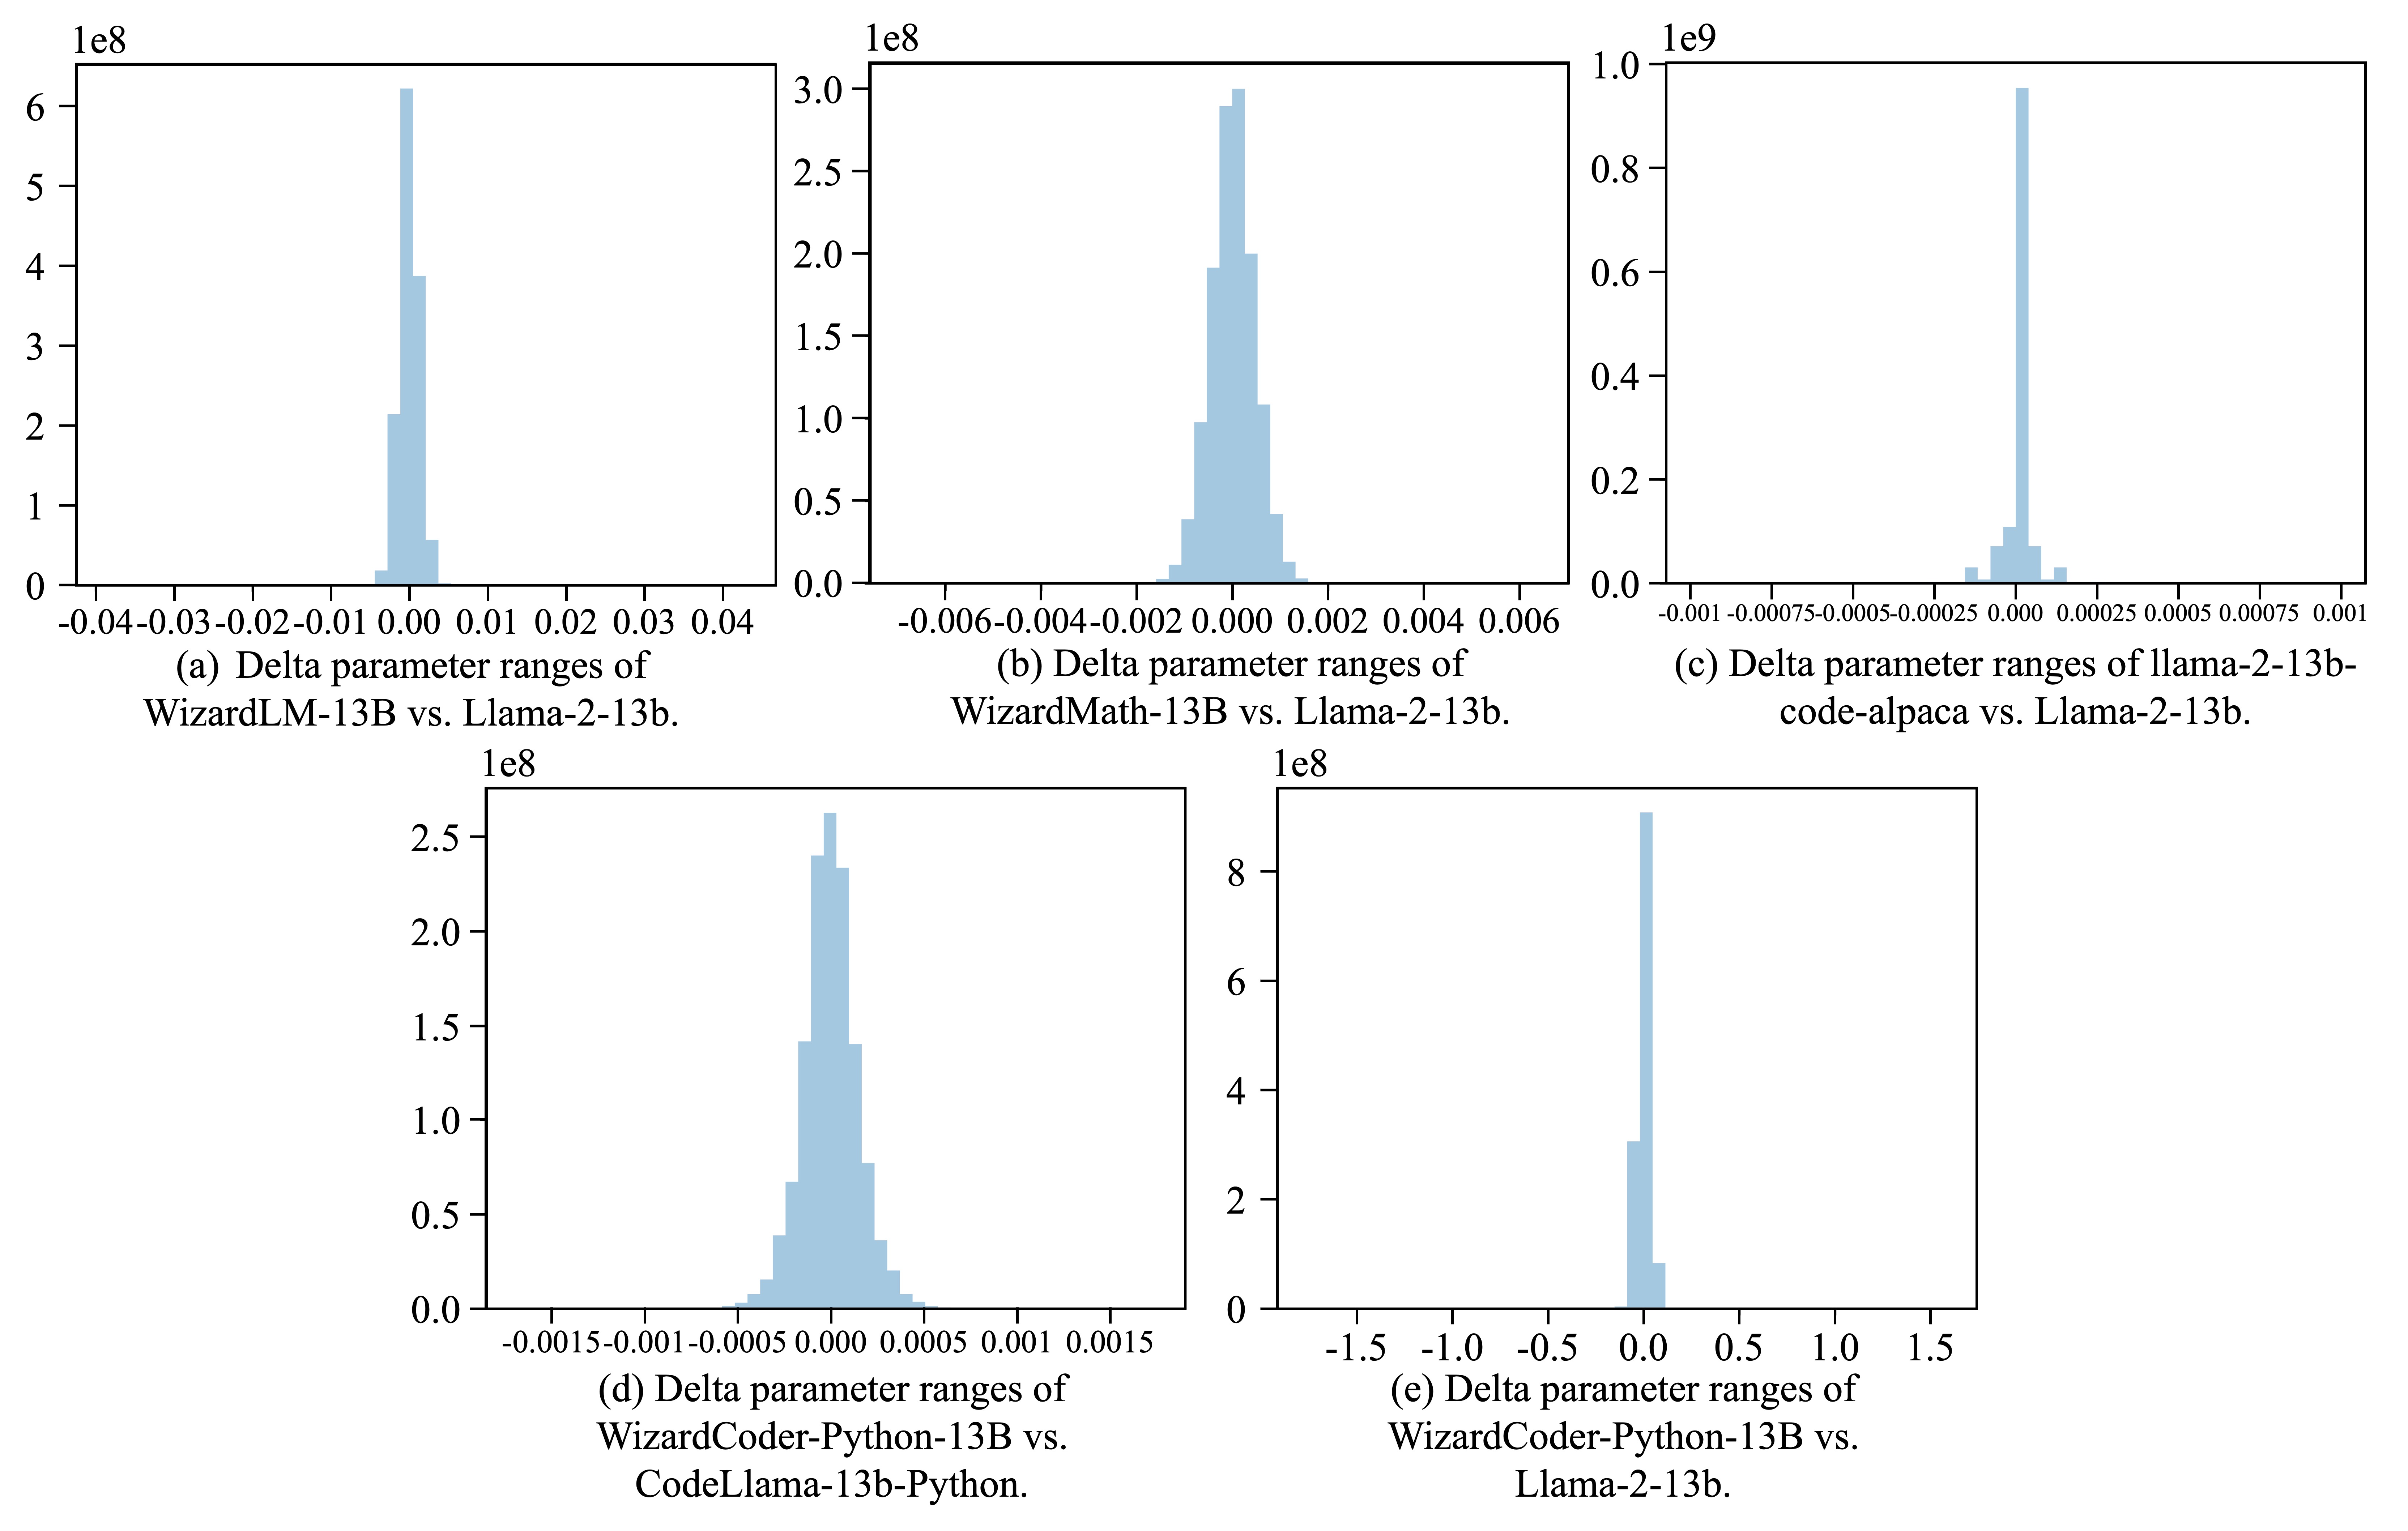 1e8
6
5
4
3
2
1
0
-0.04 -0.03 -0.02 -0.01 0.00 0.01 0.02 0.03 0.04
(a) Delta parameter ranges of
WizardLM-13B vs. Llama-2-13b.
1e8
3.0
2.5
2.0
1.5
1.0
0.5
0.0
-0.006 -0.004 -0.002 0.000 0.002 0.004 0.006
(b) Delta parameter ranges of
WizardMath-13B vs. Llama-2-13b.
1e9
1.0
0.8
0.6
0.4
0.2
0.0
-0.001 -0.00075 -0.0005 -0.00025 0.000 0.00025 0.0005 0.00075 0.001
(c) Delta parameter ranges of llama-2-13b-
code-alpaca vs. Llama-2-13b.
1e8
2.5
2.0
1.5
1.0
0.5
0.0
-0.0015 -0.001 -0.0005 0.000 0.0005 0.001 0.0015
(d) Delta parameter ranges of
WizardCoder-Python-13B vs.
CodeLlama-13b-Python.
1e8
8
6
4
2
0
-1.5 -1.0 -0.5 0.0 0.5 1.0 1.5
(e) Delta parameter ranges of
WizardCoder-Python-13B vs.
Llama-2-13b.